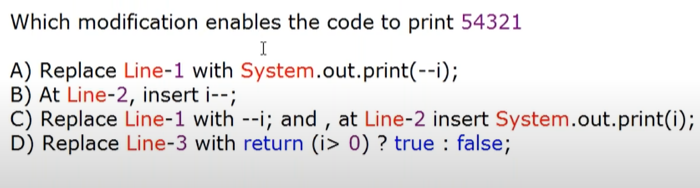 Which modification enables the code to print 54321
A) Replace Line-1 with System.out.print(--i);
B) At Line-2, insert i--;
C) Replace Line-1 with --i; and , at Line-2 insert System.out.print(i);
D) Replace Line-3 with return (i> 0) ? true : false;